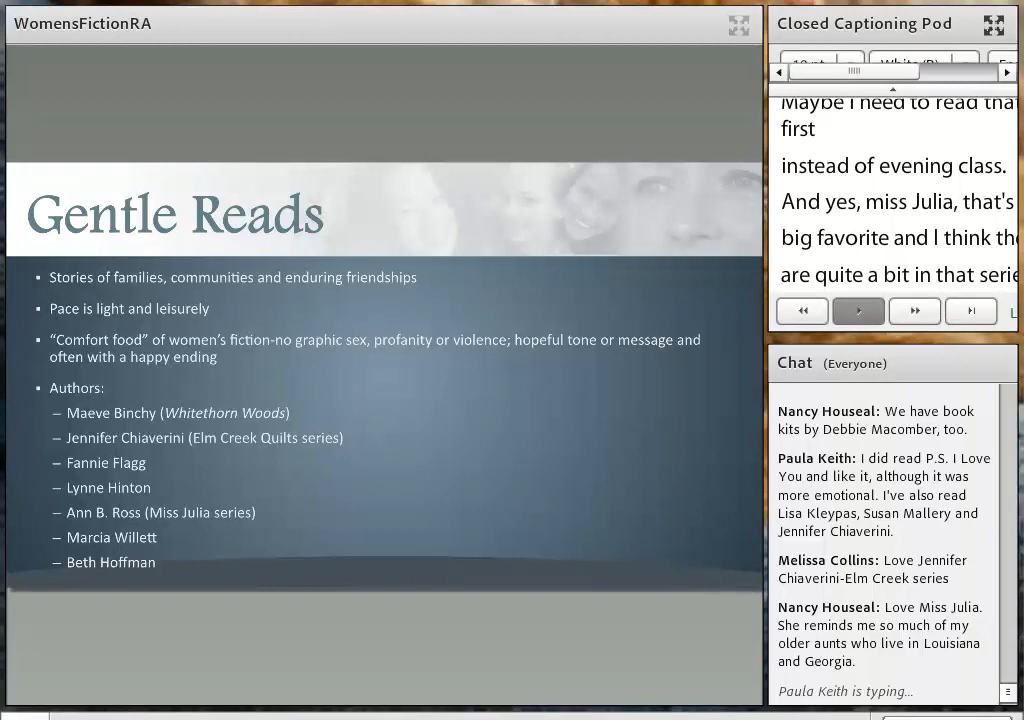 WomensFictionRA
Gentle Reads
▪ Stories of families, communities and enduring friendships
▪ Pace is light and leisurely
▪ “Comfort food” of women’s fiction-no graphic sex, profanity or violence; hopeful tone or message and
often with a happy ending
▪ Authors:
– Maeve Binchy (Whitethorn Woods)
– Jennifer Chiaverini (Elm Creek Quilts series)
– Fannie Flagg
– Lynne Hinton
– Ann B. Ross (Miss Julia series)
– Marcia Willett
– Beth Hoffman
Closed Captioning Pod
Maybe I need to read
first
instead of evening class.
And yes, miss Julia, that's
big favorite and I think
are quite a bit in that
Chat (Everyone)
Nancy Houseal: We have book
kits by Debbie Macomber, too.
Paula Keith: I did read P.S. I Love
You and like it, although it was
more emotional. I've also read
Lisa Kleypas, Susan Mallery and
Jennifer Chiaverini.
Melissa Collins: Love Jennifer
Chiaverini-Elm Creek series
Nancy Houseal: Love Miss Julia.
She reminds me so much of my
older aunts who live in Louisiana
and Georgia.
Paula Keith is typing...